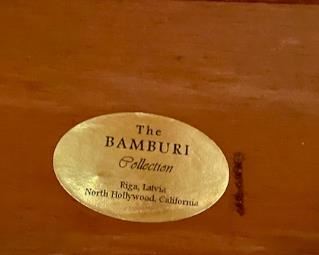 The
BAMBURI
Collection
Riga, Latvia
North Hollywood, California